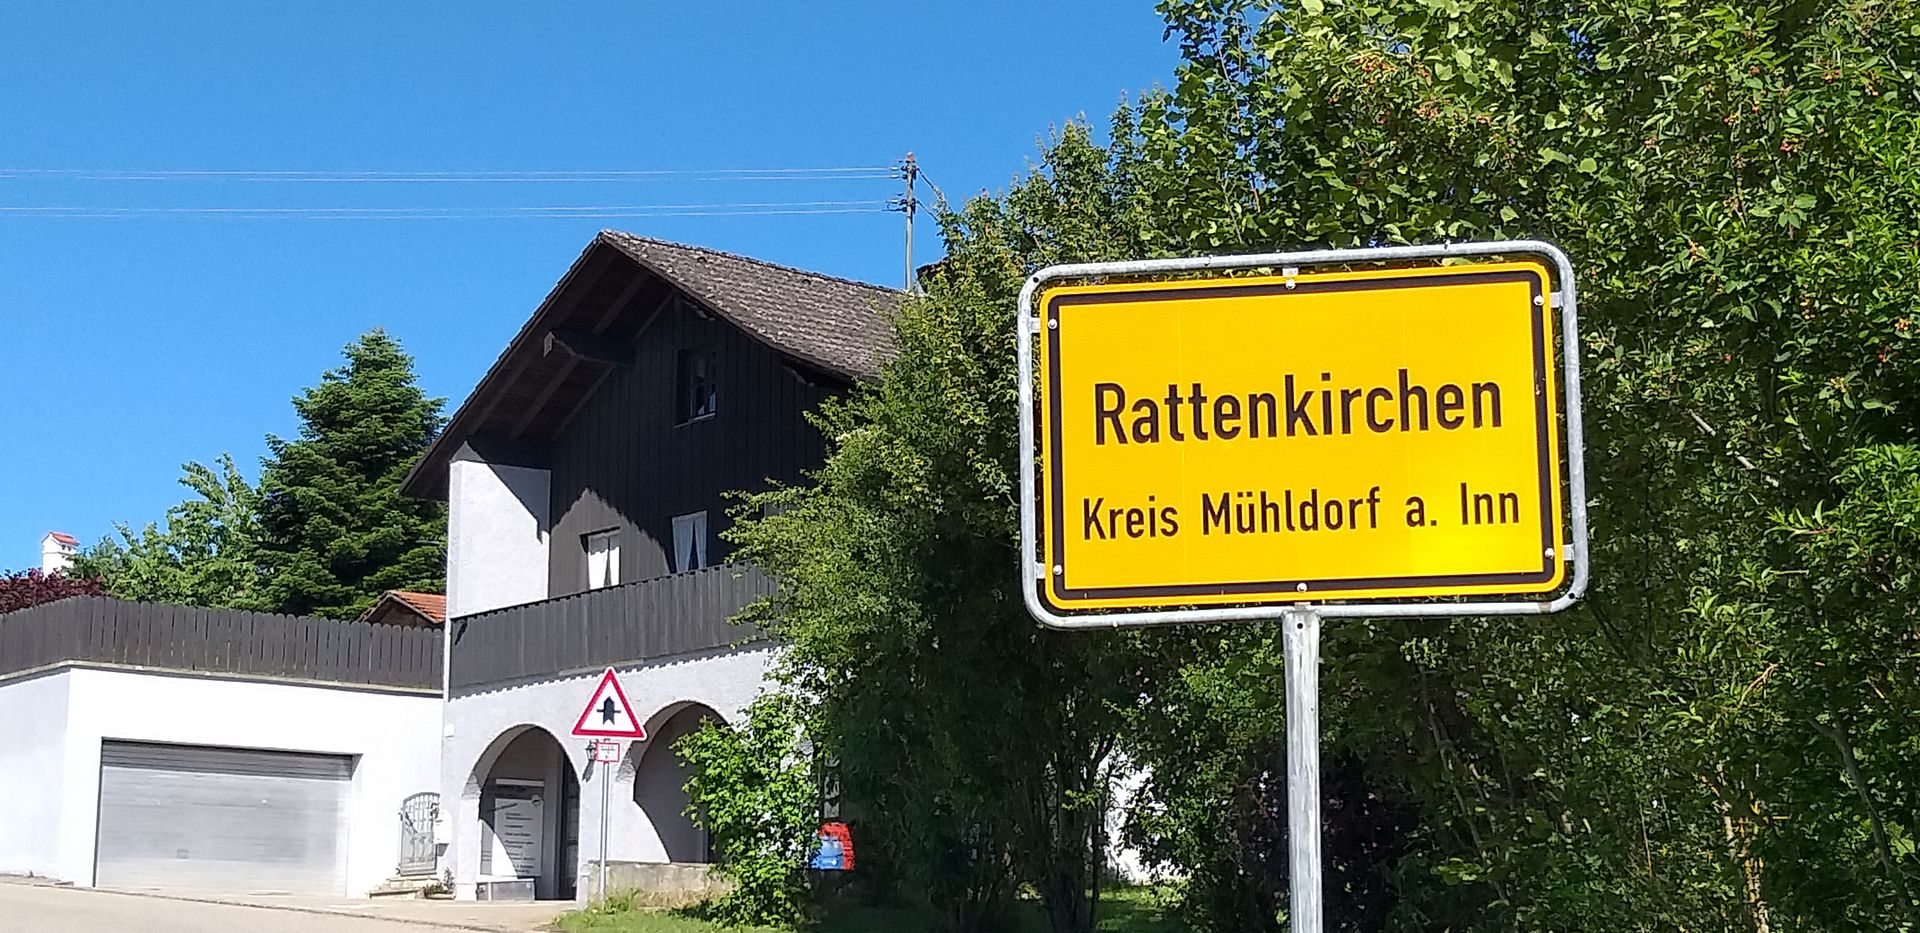 Rattenkirchen
Kreis Mühldorf a. Inn